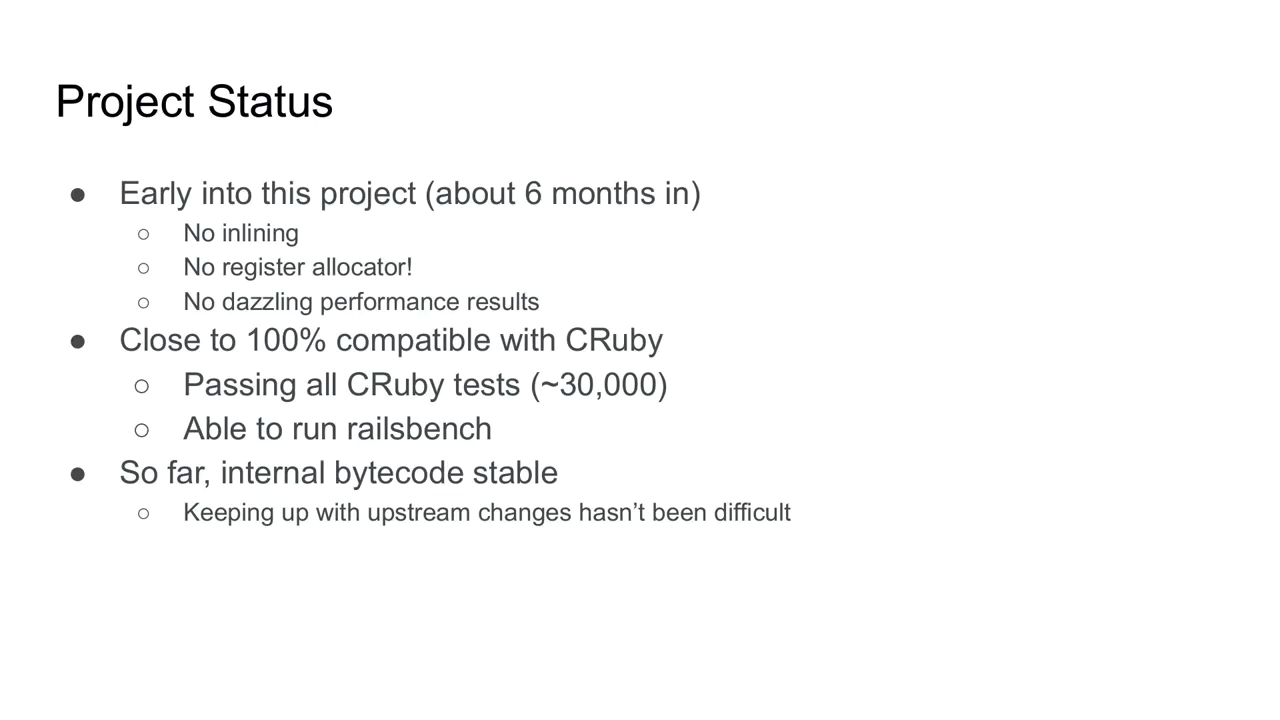 Project Status
● Early into this project (about 6 months in)
○ No inlining
○ No register allocator!
○ No dazzling performance results
● Close to 100% compatible with CRuby
○ Passing all CRuby tests (~30,000)
○ Able to run railsbench
● So far, internal bytecode stable
○ Keeping up with upstream changes hasn’t been difficult